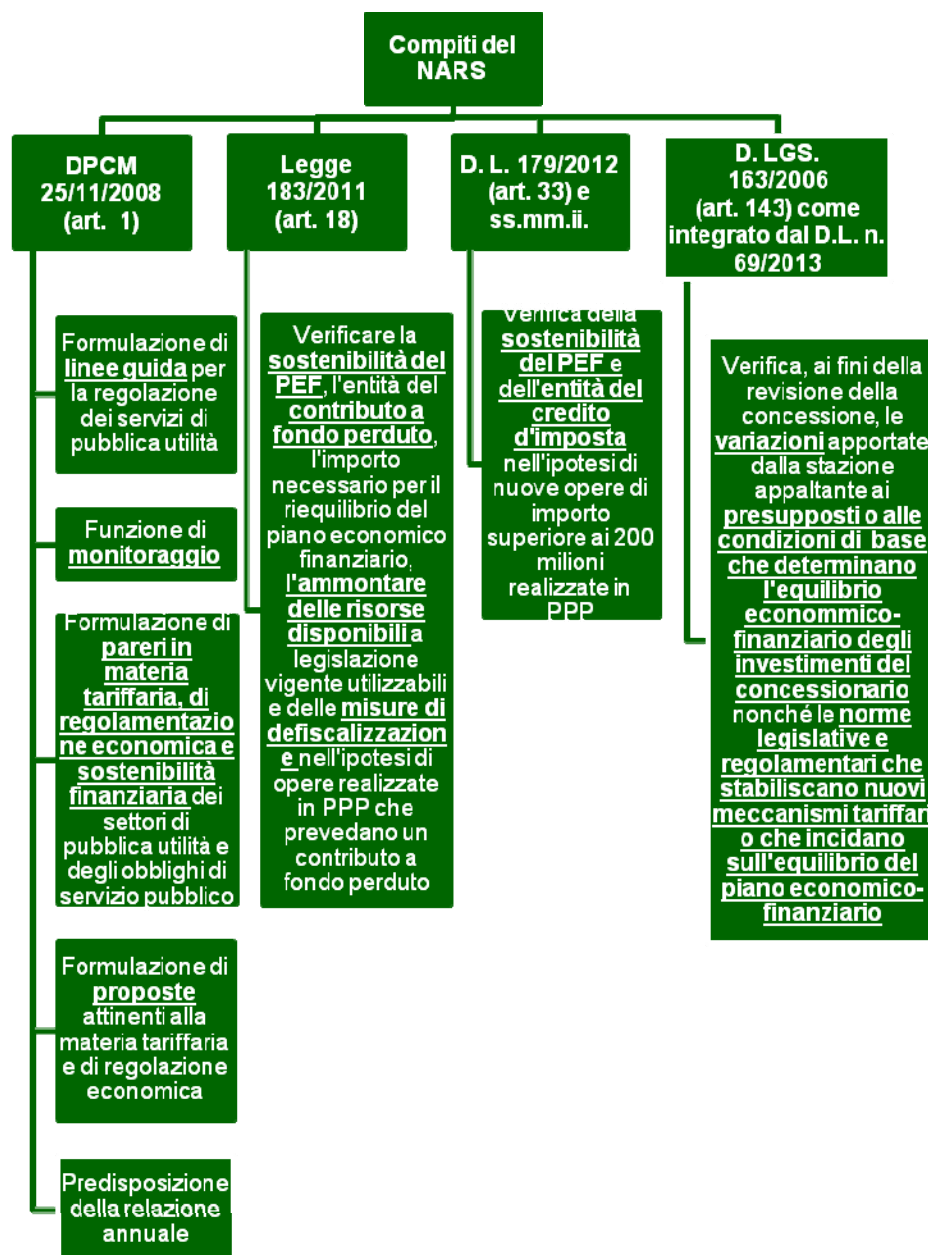 Compiti del
NARS
DPCM
25/11/2008
(art. 1)
Legge
183/2011
(art. 18)
D. L. 179/2012
(art. 33) e
ss.mm.ii.
D. LGS.
163/2006
(art. 143) come
integrato dal D.L. n.
69/2013
Formulazione di
linee guida per
la regolazione
dei servizi di
pubblica utilità
Funzione di
monitoraggio
Formulazione di
pareri in
materia
tariffaria, di
regolamentazio
ne economica e
sostenibilità
finanziaria dei
settori di
pubblica utilità e
degli obblighi di
servizio pubblico
Formulazione di
proposte
attinenti alla
materia tariffaria
e di regolazione
economica
Predisposizione
della relazione
annuale
Verificare la
sostenibilità del
PEF, l'entità del
contributo a
fondo perduto,
l'importo
necessario per il
riequilibrio del
piano economico
finanziario,
l'ammontare
delle risorse
disponibili a
legislazione
vigente utilizzabili
e delle misure di
defiscalizzazion
e nell'ipotesi di
opere realizzate
in PPP che
prevedano un
contributo a
fondo perduto
Verifica della
sostenibilità
del PEF e
dell'entità del
credito
d'imposta
nell'ipotesi di
nuove opere di
importo
superiore ai 200
milioni
realizzate in
PPP
Verifica, ai fini della
revisione della
concessione, le
variazioni apportate
dalla stazione
appaltante ai
presupposti o alle
condizioni di base
che determinano
l'equilibrio
econommico-
finanziario degli
investimenti del
concessionario
nonché le norme
legislative e
regolamentari che
stabiliscano nuovi
meccanismi tariffari
o che incidano
sull'equilibrio del
piano economico-
finanziario